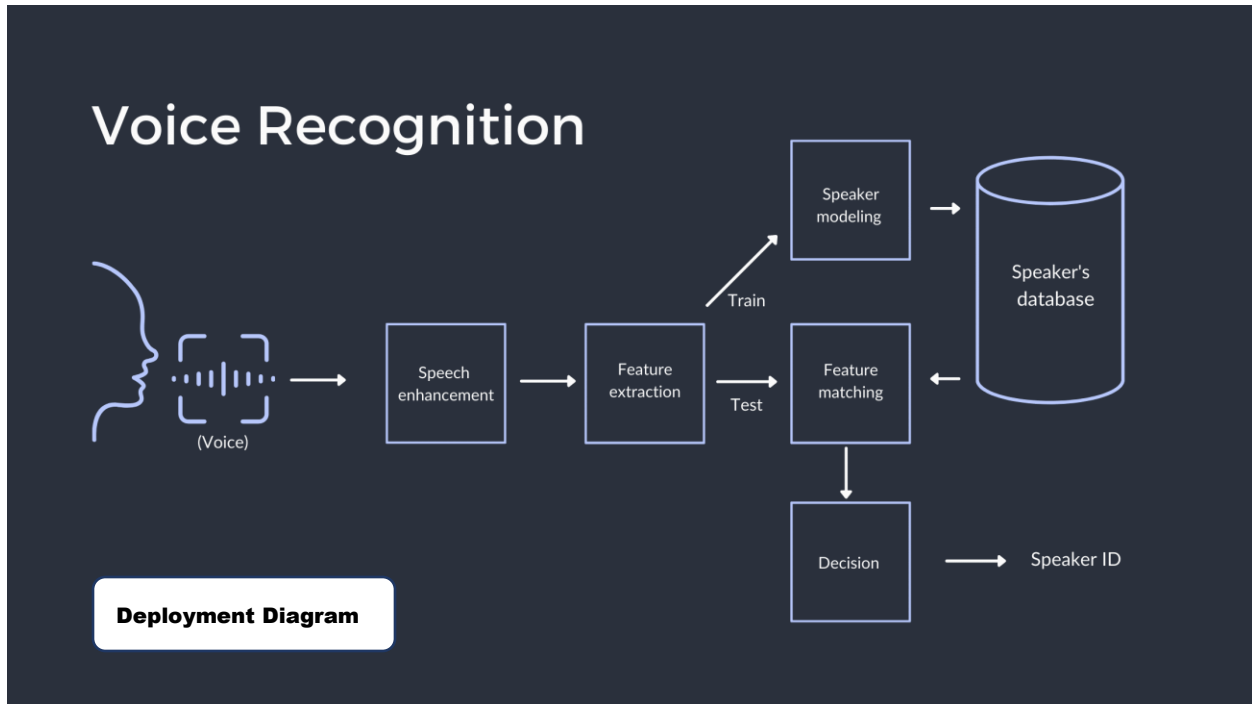 Voice Recognition
Speaker
modeling
Speaker's
database
Train
Speech
enhancement
Feature
extraction
Feature
matching
Test
(Voice)
Decision
Speaker ID
Deployment Diagram